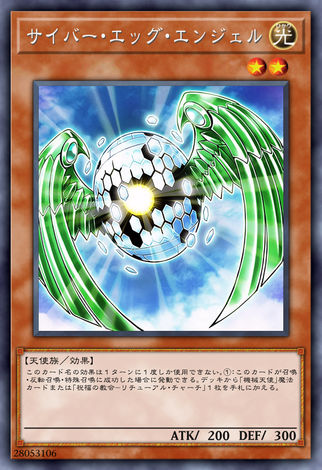 サイバー・エッグ・エンジェル
光
【天使族/効果】
このカード名の効果は1ターンに1度しか使用できない。①:このカードが召喚
・反転召喚・特殊召喚に成功した場合に発動できる。デッキから「機械天使」魔法
カードまたは「祝福の教会-リチューアル・チャーチ」1枚を手札に加える。
ATK/ 200 DEF/ 300
28053106